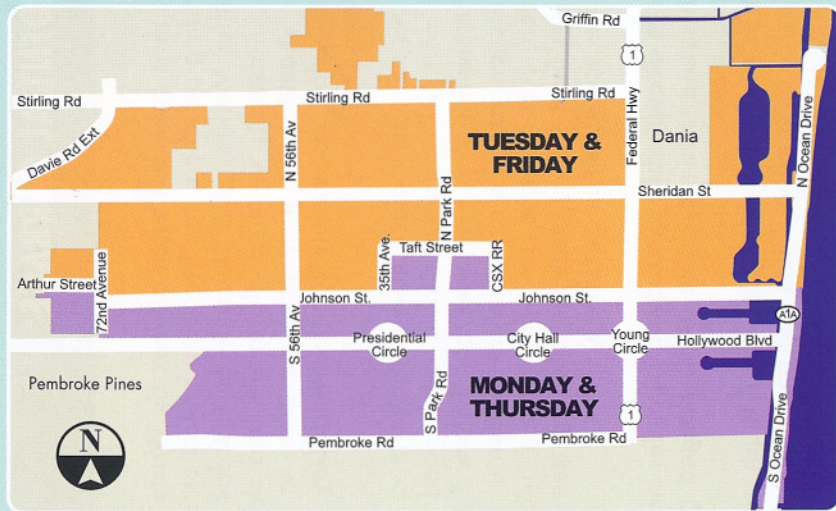 Griffin Rd
1
Stirling Rd
Stirling Rd
Stirling Rd
Davie Rd Ext
N 56th Av
TUESDAY &
FRIDAY
Federal Hwy
Dania
N Ocean Drive
Sheridan St
N Park Rd
35th Ave.
Taft Street
CSX RR
Arthur Street
72nd Avenue
Johnson St.
Johnson St.
A1A
S 56th Av
Presidential
Circle
City Hall
Circle
Young
Circle
Hollywood Blvd
Pembroke Pines
MONDAY &
THURSDAY
S Park Rd
1
S Ocean Drive
N
Pembroke Rd
Pembroke Rd